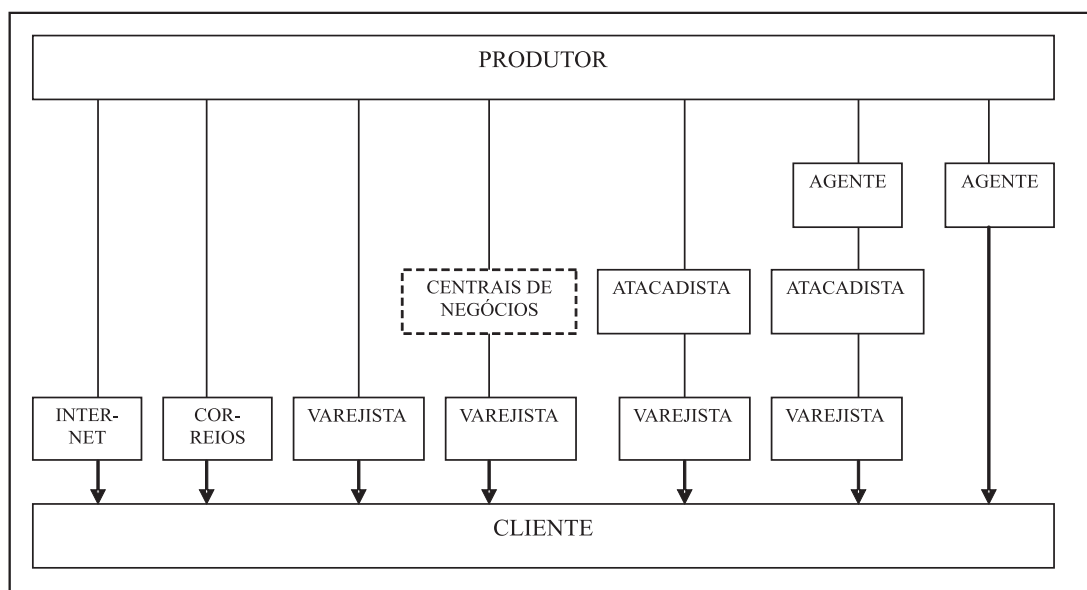 PRODUTOR
AGENTE
AGENTE
CENTRAIS DE
NEGÓCIOS
ATACADISTA
ATACADISTA
INTER-
NET
COR-
REIOS
VAREJISTA
VAREJISTA
VAREJISTA
VAREJISTA
CLIENTE